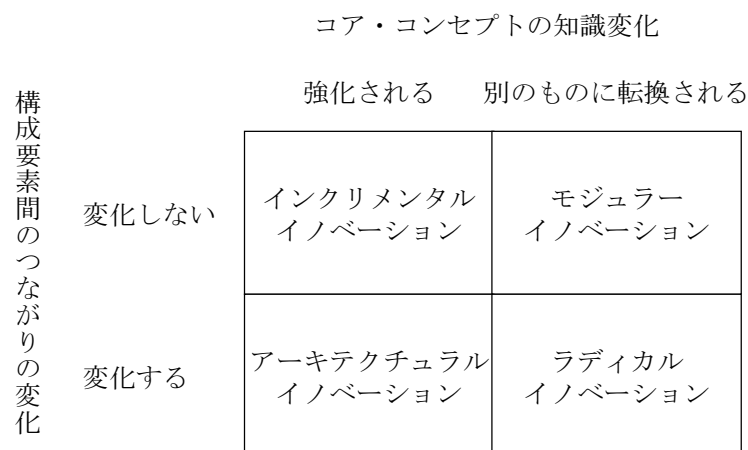 コア・コンセプトの知識変化
強化される
別のものに転換される
構成要素間のつながりの変化
変化しない
インクリメンタル
イノベーション
モジュラー
イノベーション
変化する
アーキテクチュラル
イノベーション
ラディカル
イノベーション